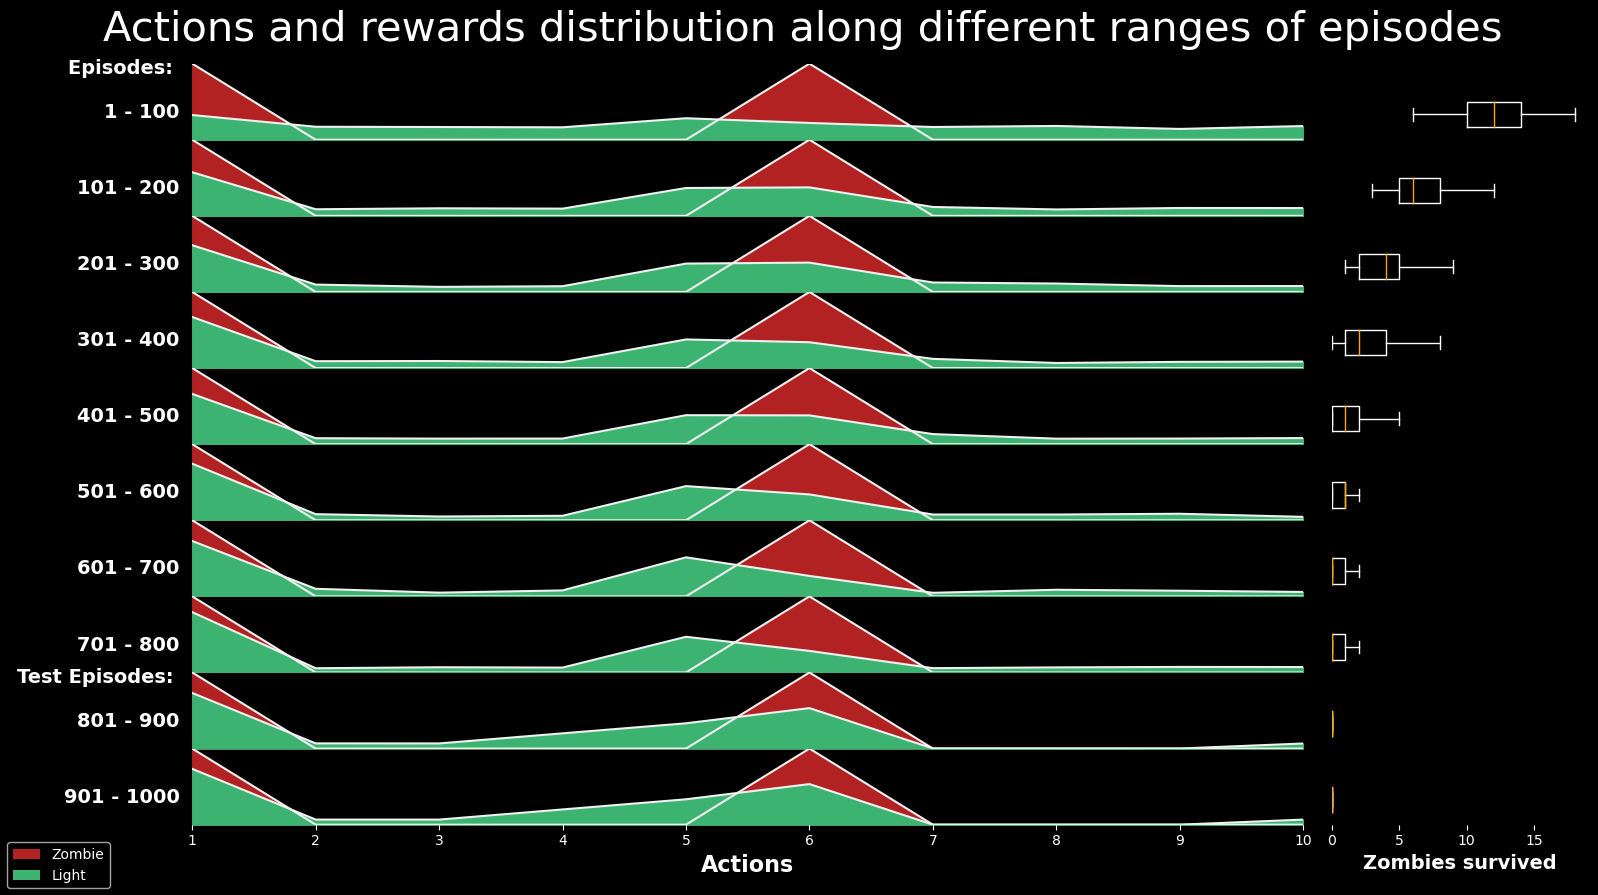 Actions and rewards distribution along different ranges of episodes
Episodes:
1 - 100
101 - 200
201 - 300
301 - 400
401 - 500
501 - 600
601 - 700
701 - 800
Test Episodes:
801 - 900
901 - 1000
1 2 3 4 5 6 7 8 9 10
0 5 10 15
Actions
Zombies survived
Zombie
Light